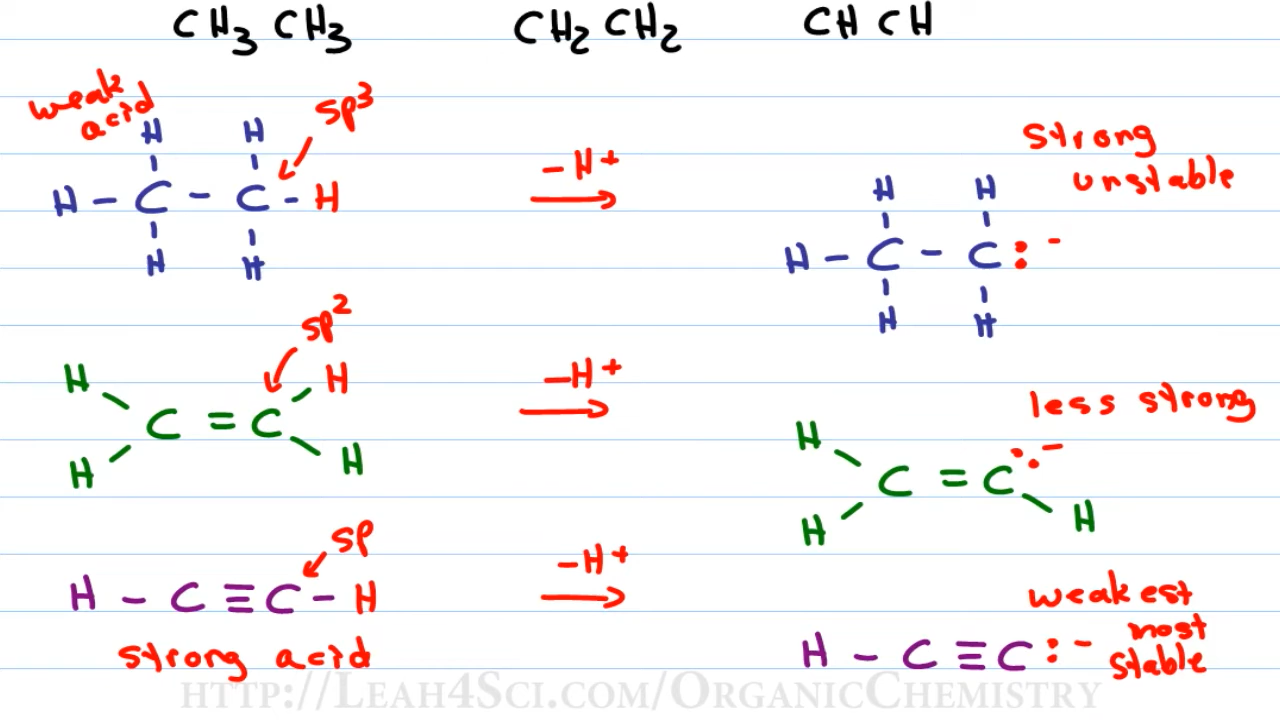 CH3 CH3 CH2 CH2 CH CH
weak acid
sp3
H H
H - C - C - H
H H
- H+
strong unstable
H H
H - C - C : -
H H
sp2
H H
C = C
H H
- H+
less strong
H
C = C : -
H H
sp
H - C ≡ C - H
strong acid
- H+
weakest
most
stable
H - C ≡ C : -
HTTP://LEAH4SCI.COM/ORGANICCHEMISTRY